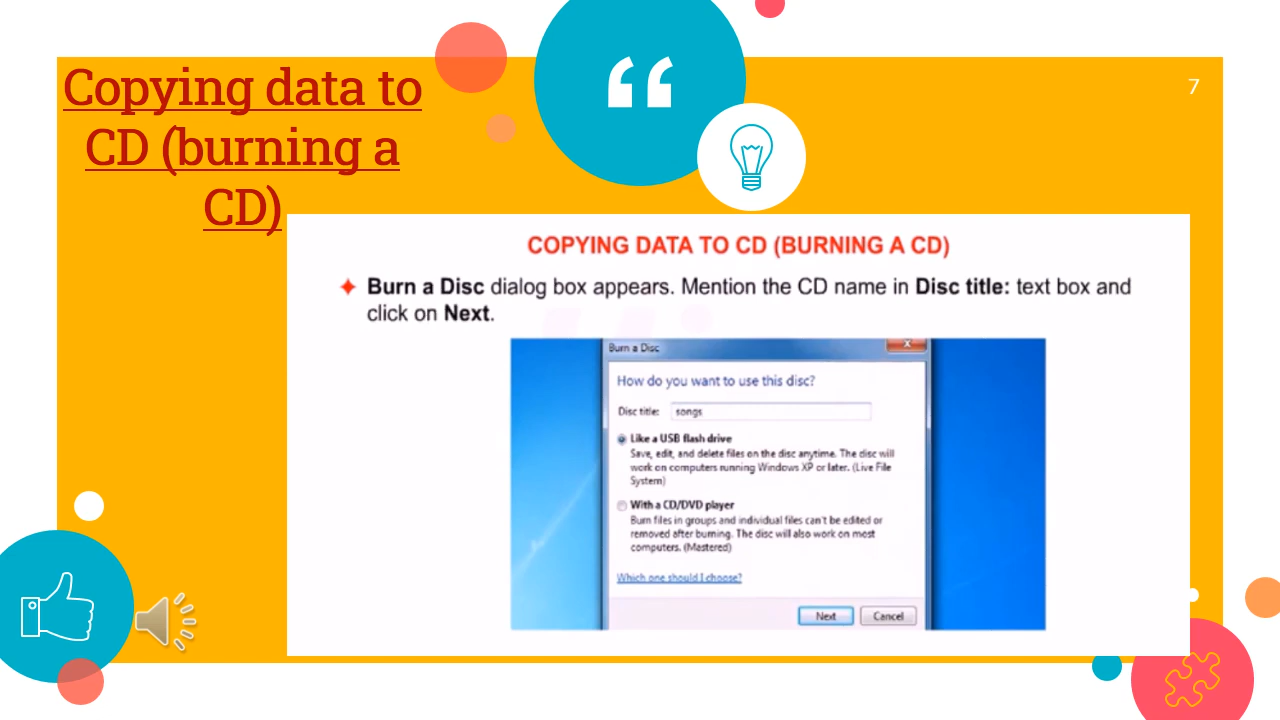 Copying data to
CD (burning a
CD)
7
COPYING DATA TO CD (BURNING A CD)
Burn a Disc dialog box appears. Mention the CD name in Disc title: text box and
click on Next.
Burn a Disc
How do you want to use this disc?
Disc title: songs
Like a USB flash drive
Save, edit, and delete files on the disc anytime. The disc will
work on computers running Windows XP or later. (Live File
System)
With a CD/DVD player
Burn files in groups and individual files can't be edited or
removed after burning. The disc will also work on most
computers. (Mastered)
Which one should I choose?
Next Cancel